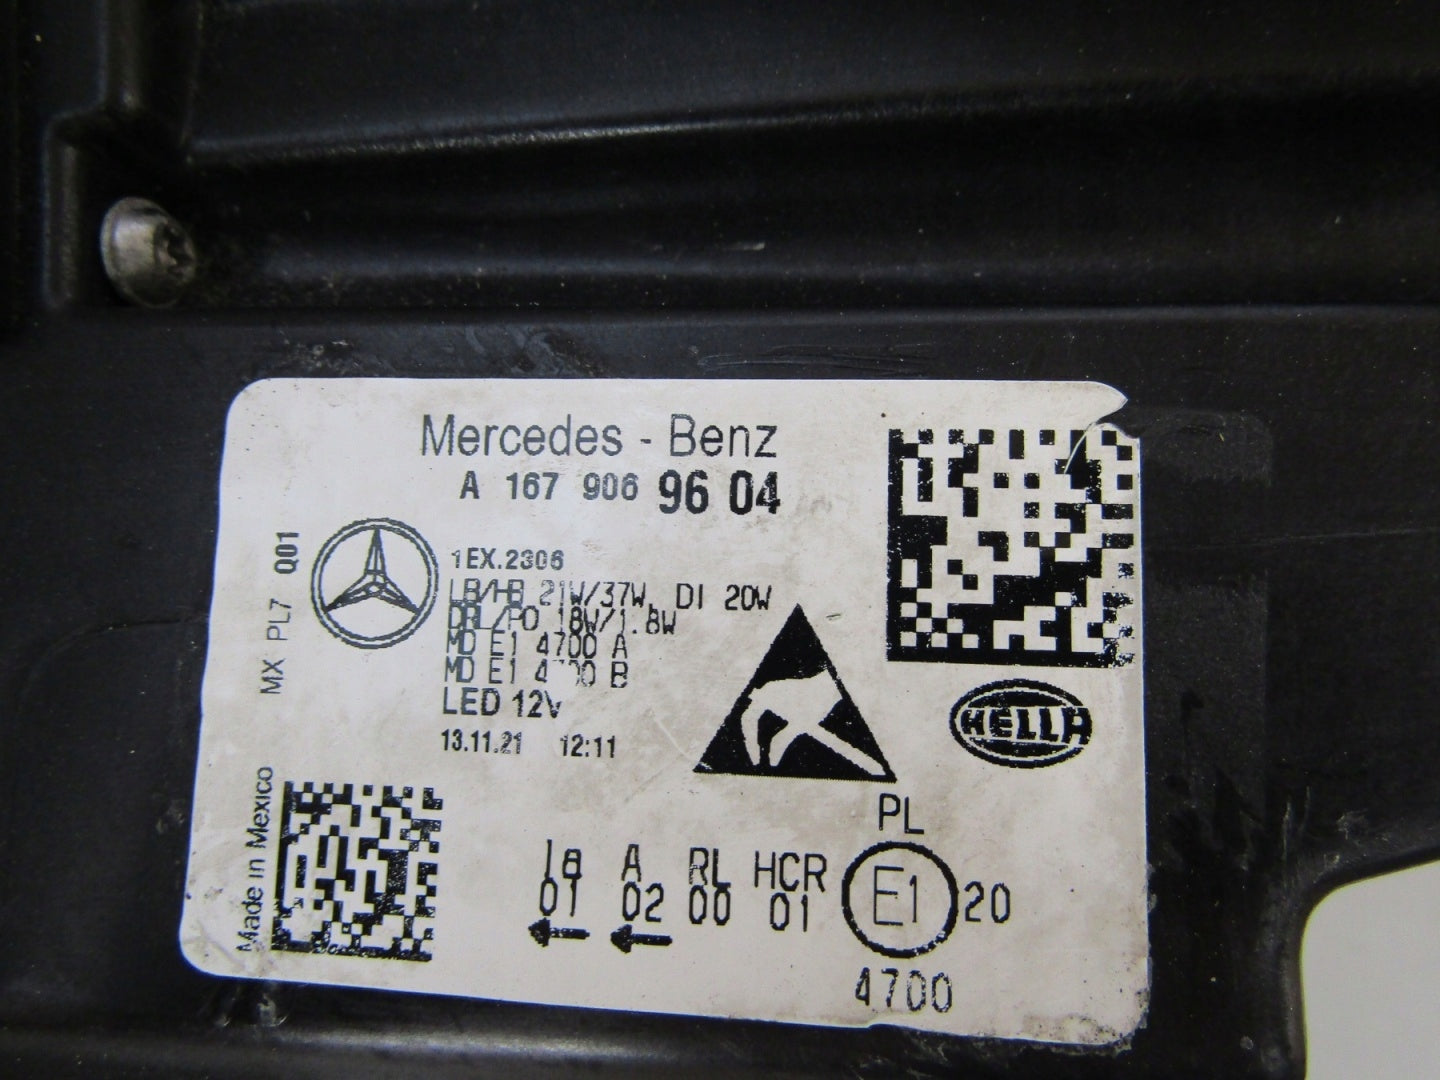 Mercedes - Benz
A 167 906 96 04
MX PL7 Q01
1EX.2306
LB/HB 21W/37W, DI 20W
DRL/PO 18W/1.8W
MD E1 4700 A
MD E1 4700 B
LED 12V
13.11.21 12:11
HELLA
Made in Mexico
PL
A RL HCR E1 20
01 02 00 01
4700